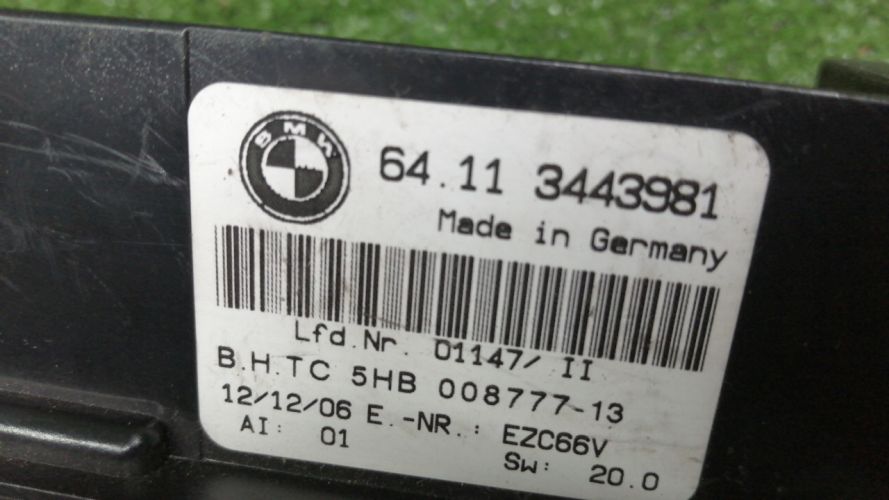 BMW
64.11 3443981
Made in Germany
Lfd.Nr. 01147/ II
B.H.TC 5HB 008777-13
12/12/06 E.-NR.: EZC66V
AI: 01
SW: 20.0